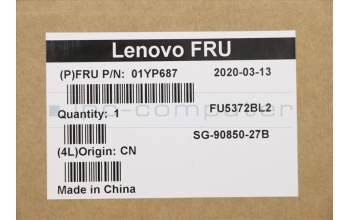 Lenovo FRU
(P)FRU P/N: 01YP687 2020-03-13
FU5372BL2
Quantity: 1
SG-90850-27B
(4L)Origin: CN
Made in China